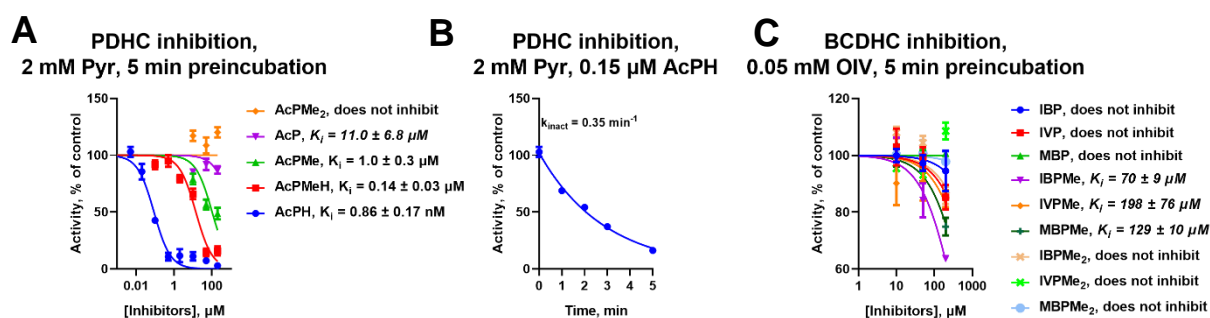 A
PDHC inhibition,
2 mM Pyr, 5 min preincubation
Activity, % of control
150
100
50
0
0.01
1
100
[Inhibitors], µM
AcPMe₂, does not inhibit
AcP, Kᵢ = 11.0 ± 6.8 µM
AcPMe, Kᵢ = 1.0 ± 0.3 µM
AcPMeH, Kᵢ = 0.14 ± 0.03 µM
AcPH, Kᵢ = 0.86 ± 0.17 nM
B
PDHC inhibition,
2 mM Pyr, 0.15 µM AcPH
Activity, % of control
150
100
50
0
k_inact = 0.35 min⁻¹
0
1
2
3
4
5
Time, min
C
BCDHC inhibition,
0.05 mM OIV, 5 min preincubation
Activity, % of control
120
100
80
60
1
10
100
1000
[Inhibitors], µM
IBP, does not inhibit
IVP, does not inhibit
MBP, does not inhibit
IBPMe, Kᵢ = 70 ± 9 µM
IVPMe, Kᵢ = 198 ± 76 µM
MBPMe, Kᵢ = 129 ± 10 µM
IBPMe₂, does not inhibit
IVPMe₂, does not inhibit
MBPMe₂, does not inhibit